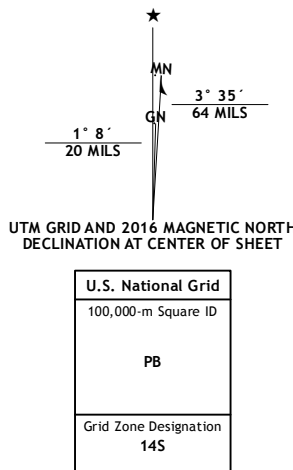 MN
3° 35´
64 MILS
GN
1° 8´
20 MILS
UTM GRID AND 2016 MAGNETIC NORTH
DECLINATION AT CENTER OF SHEET
U.S. National Grid
100,000-m Square ID
PB
Grid Zone Designation
14S